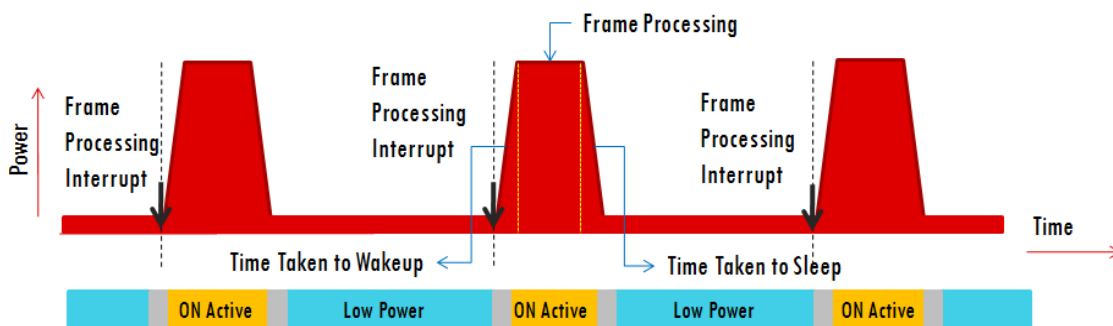 Frame Processing
Frame
Processing
Interrupt
Frame
Processing
Interrupt
Frame
Processing
Interrupt
Power
Time
Time Taken to Wakeup
Time Taken to Sleep
ON Active
Low Power
ON Active
Low Power
ON Active